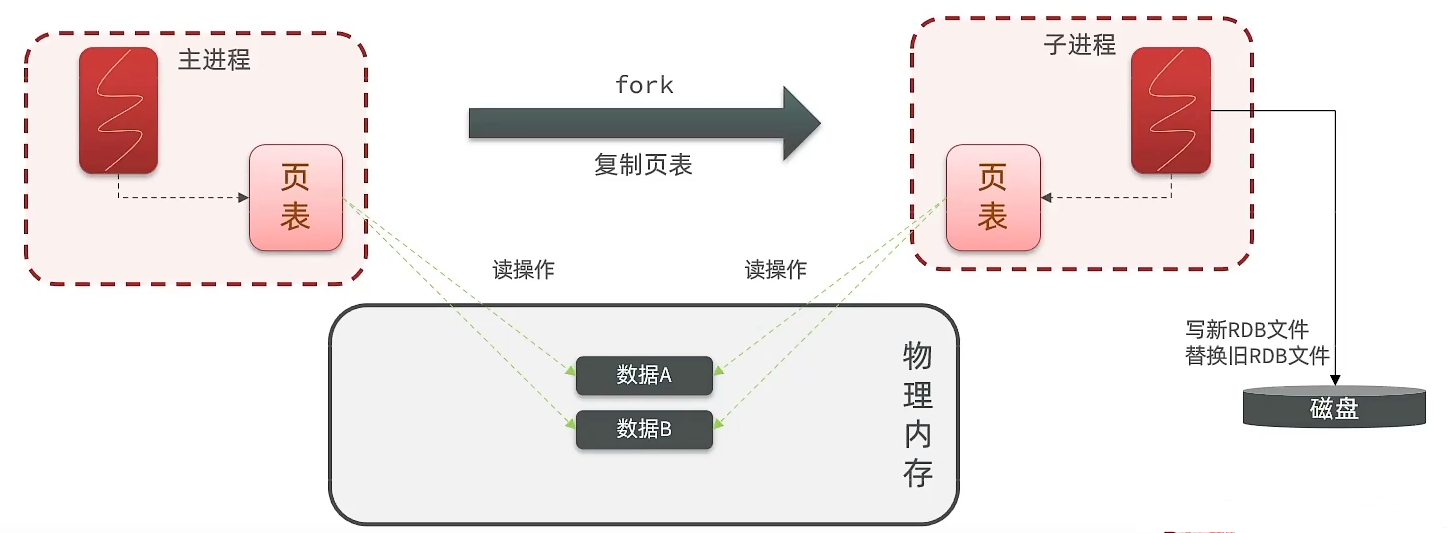 主进程
子进程
fork
复制页表
页表
页表
读操作
读操作
数据A
数据B
物理内存
写新RDB文件
替换旧RDB文件
磁盘